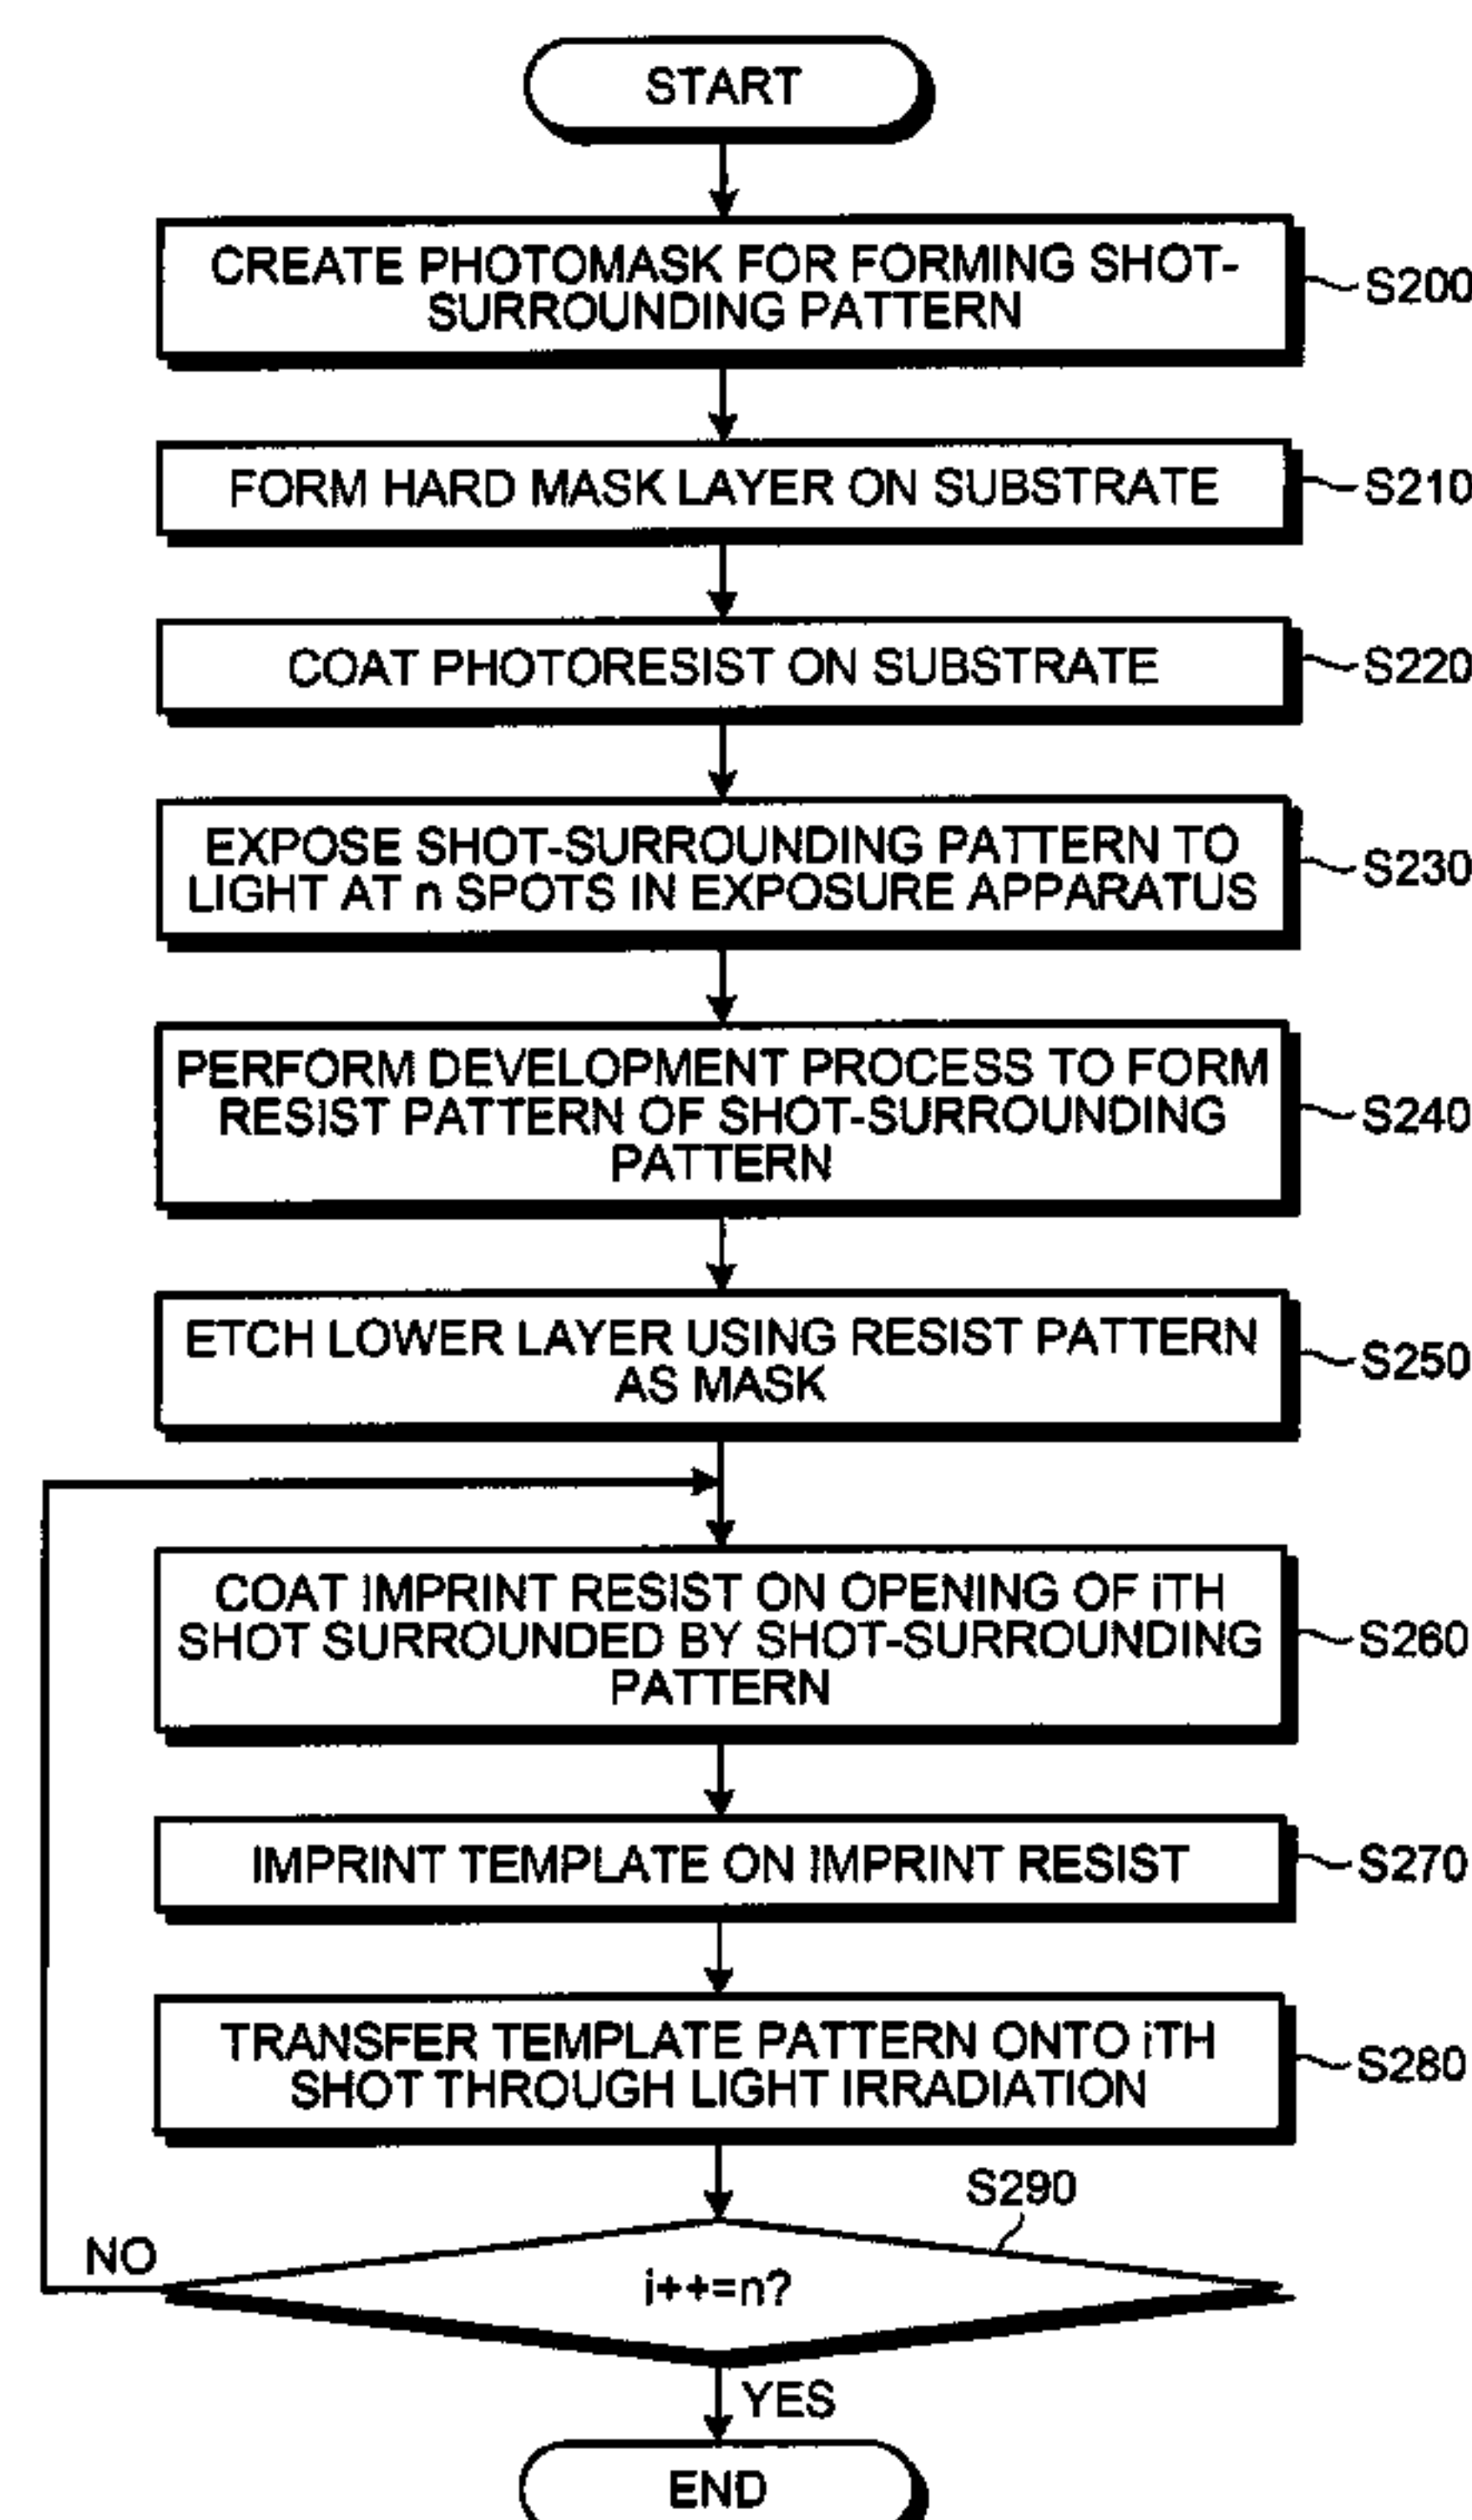 START
CREATE PHOTOMASK FOR FORMING SHOT-
SURROUNDING PATTERN
S200
FORM HARD MASK LAYER ON SUBSTRATE
S210
COAT PHOTORESIST ON SUBSTRATE
S220
EXPOSE SHOT-SURROUNDING PATTERN TO
LIGHT AT n SPOTS IN EXPOSURE APPARATUS
S230
PERFORM DEVELOPMENT PROCESS TO FORM
RESIST PATTERN OF SHOT-SURROUNDING
PATTERN
S240
ETCH LOWER LAYER USING RESIST PATTERN
AS MASK
S250
COAT IMPRINT RESIST ON OPENING OF iTH
SHOT SURROUNDED BY SHOT-SURROUNDING
PATTERN
S260
IMPRINT TEMPLATE ON IMPRINT RESIST
S270
TRANSFER TEMPLATE PATTERN ONTO iTH
SHOT THROUGH LIGHT IRRADIATION
S280
S290
NO
i++=n?
YES
END